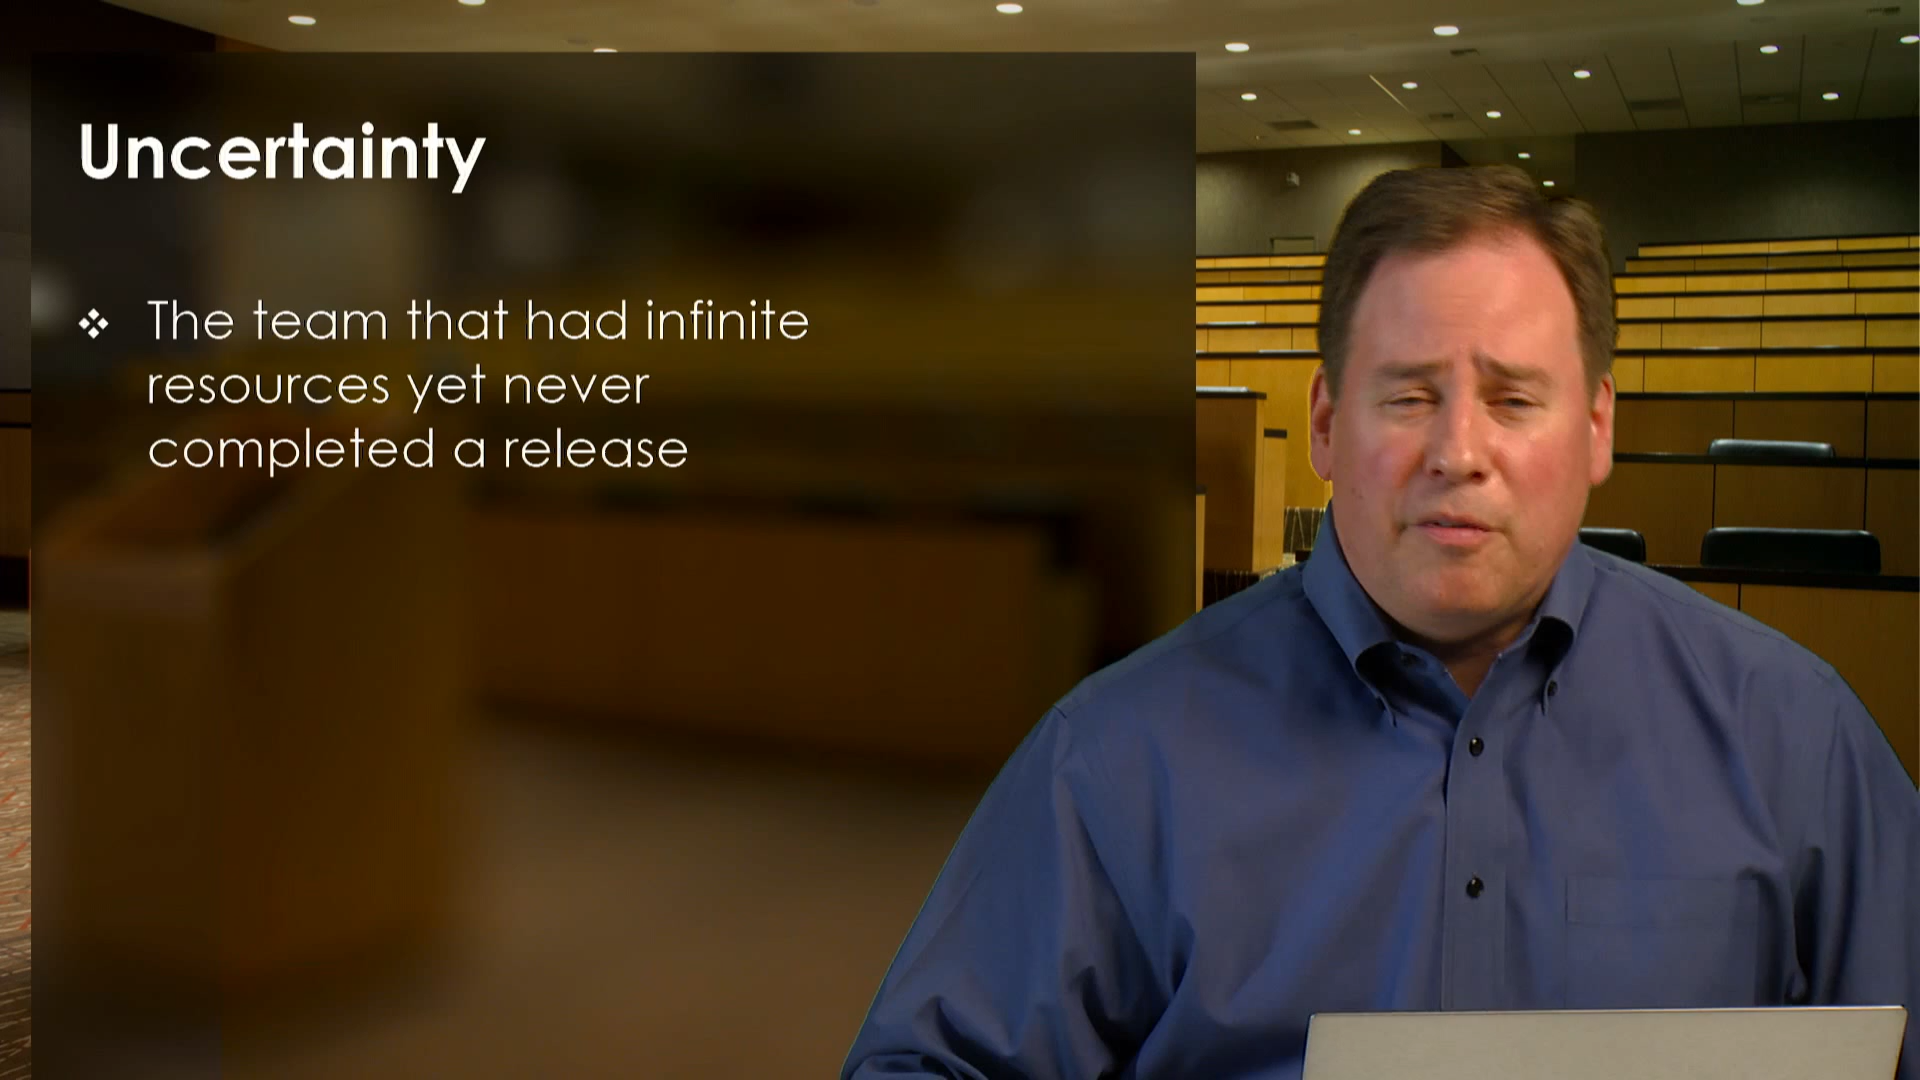 Uncertainty
The team that had infinite
resources yet never
completed a release